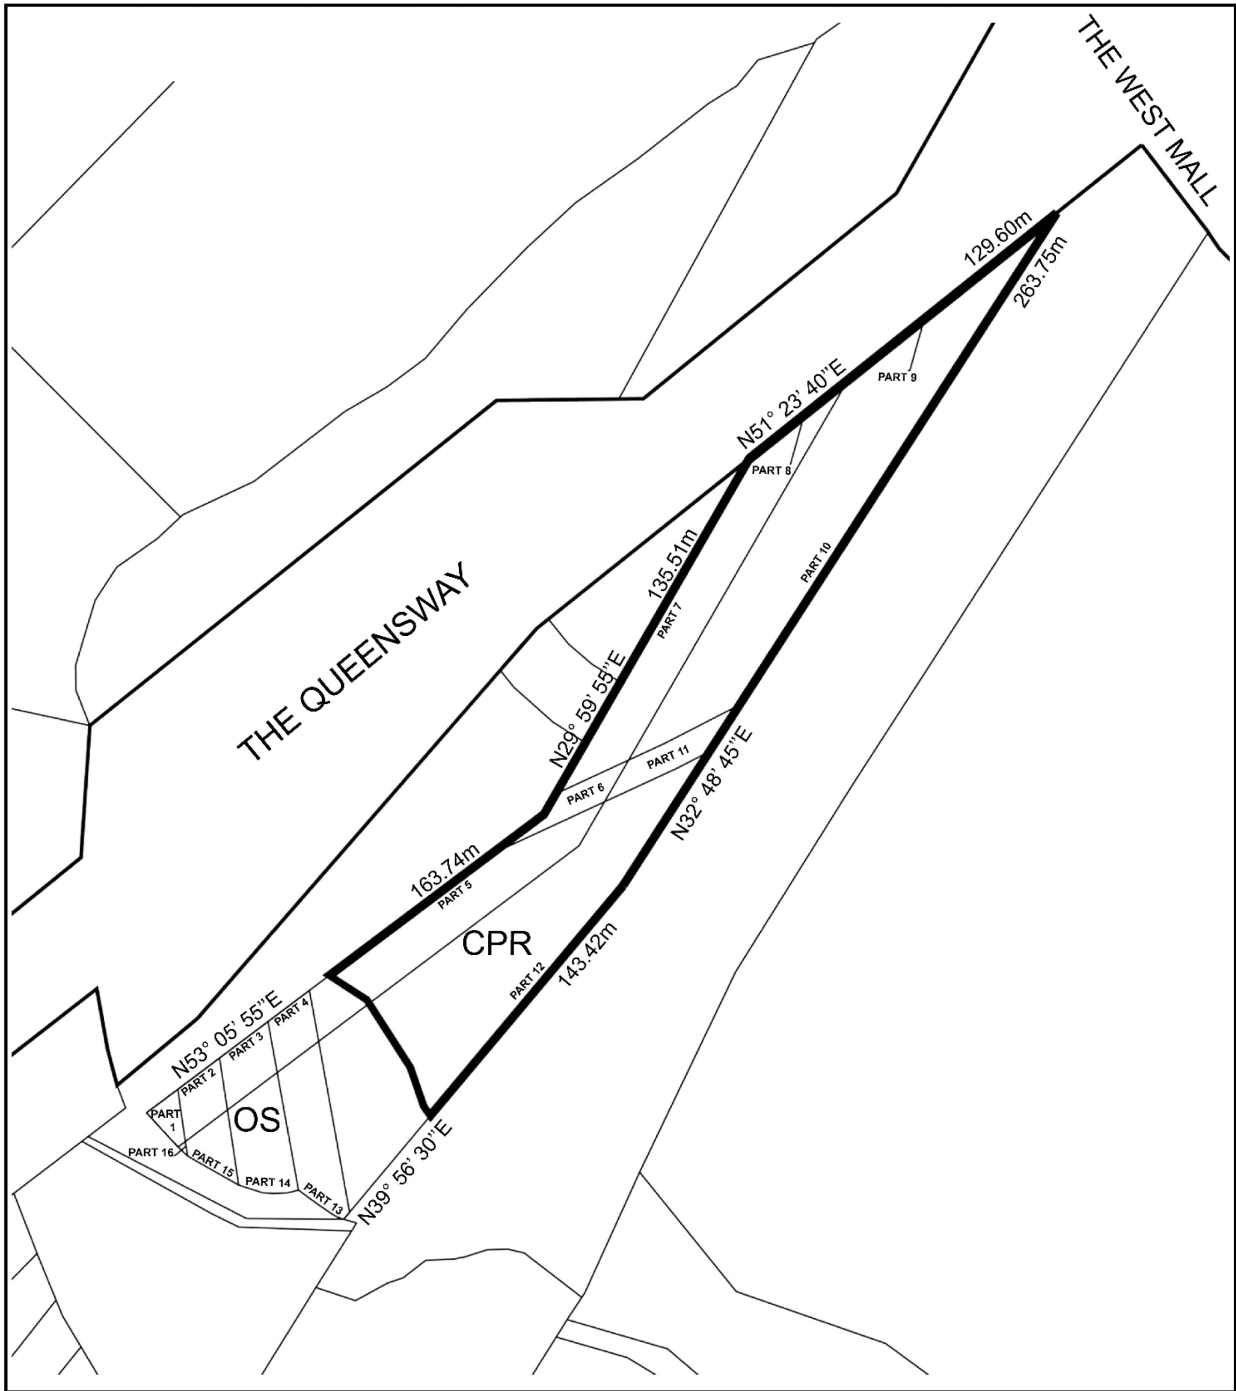 THE WEST MALL
129.60m
263.75m
N51° 23' 40"E
PART 9
PART 8
135.51m
PART 10
THE QUEENSWAY
PART 7
N29° 59' 55"E
PART 11
PART 6
N32° 48' 45"E
163.74m
PART 5
CPR
PART 12
143.42m
N53° 05' 55"E
PART 4
PART 3
PART 2
PART
1
OS
PART 16
PART 15
PART 14
PART 13
N39° 56' 30"E